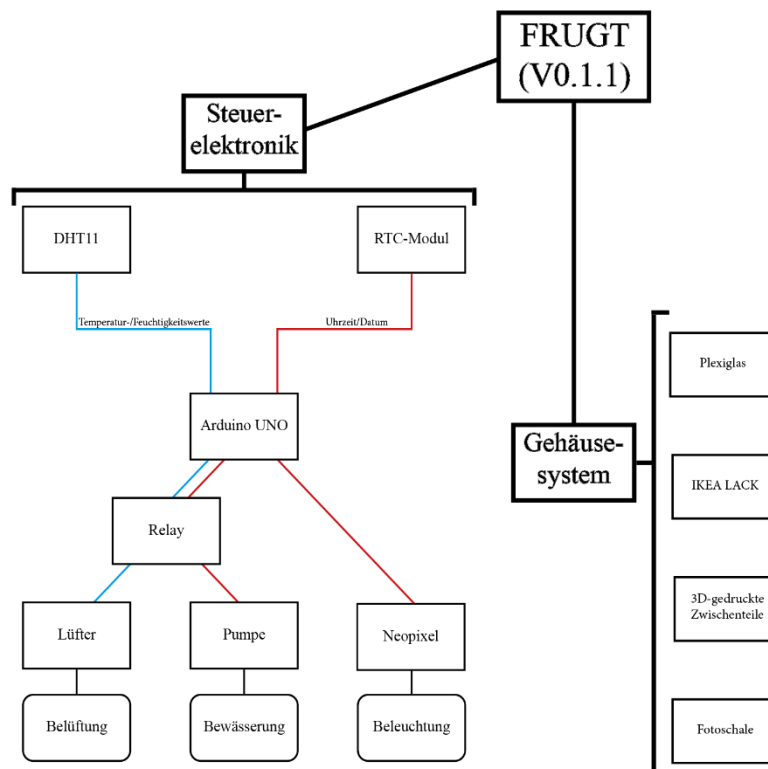 FRUGT
(V0.1.1)
Steuer-
elektronik
DHT11
RTC-Modul
Temperatur-/Feuchtigkeitswerte
Uhrzeit/Datum
Arduino UNO
Relay
Lüfter
Pumpe
Neopixel
Belüftung
Bewässerung
Beleuchtung
Gehäuse-
system
Plexiglas
IKEA LACK
3D-gedruckte
Zwischenteile
Fotoschale